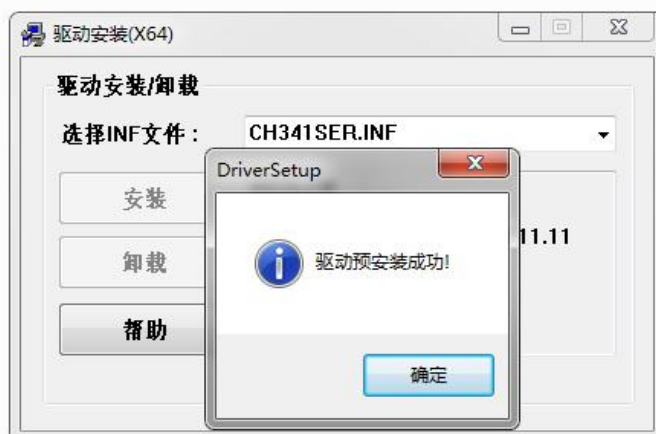 驱动安装(X64)
驱动安装/卸载
选择INF文件：
CH341SER.INF
DriverSetup
安装
卸载
帮助
驱动预安装成功!
11.11
确定